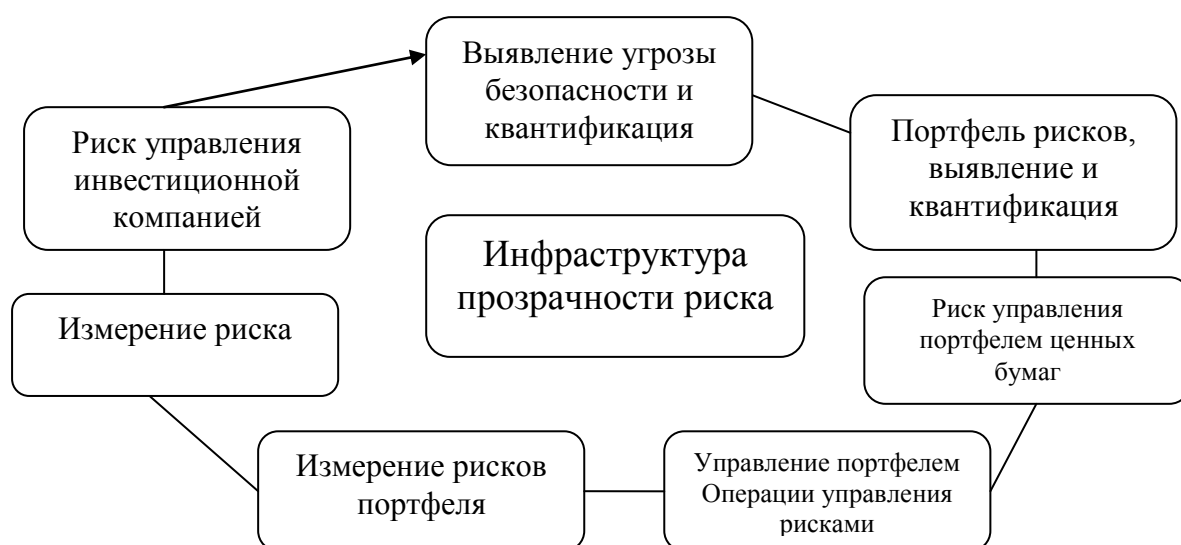 Выявление угрозы
безопасности и
квантификация
Риск управления
инвестиционной
компанией
Портфель рисков,
выявление и
квантификация
Инфраструктура
прозрачности риска
Измерение риска
Риск управления
портфелем ценных
бумаг
Измерение рисков
портфеля
Управление портфелем
Операции управления
рисками